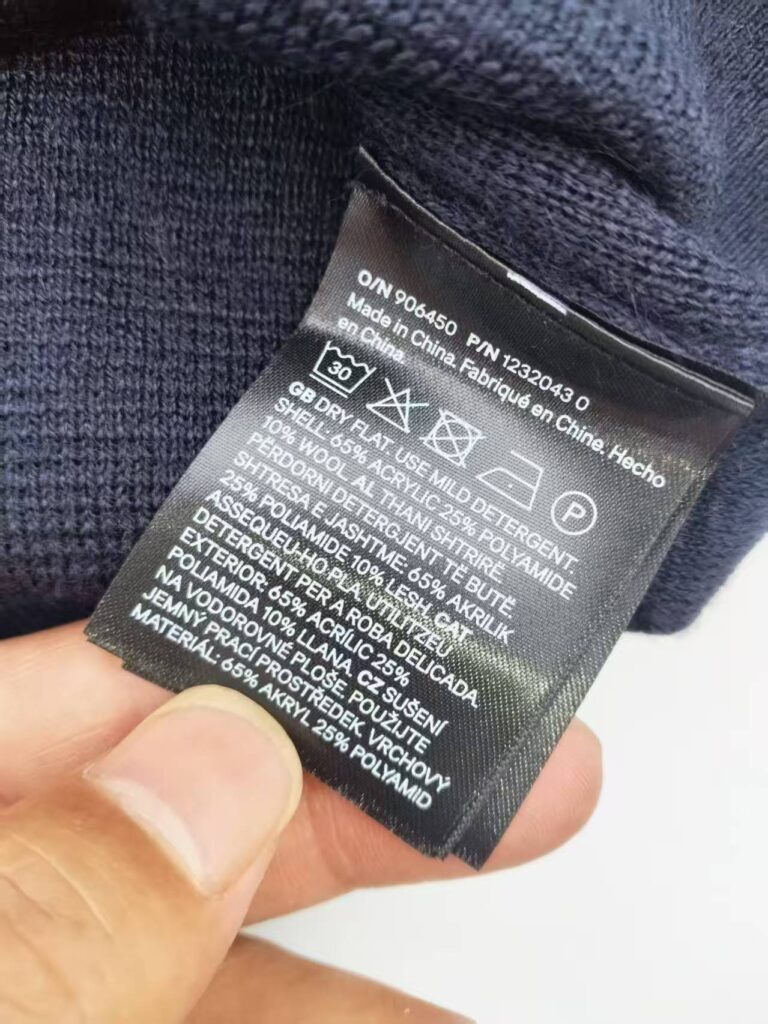 O/N 906450 P/N 1232043 0
Made in China. Fabriqué en Chine. Hecho
en China.
30
P
GB DRY FLAT. USE MILD DETERGENT.
SHELL: 65% ACRYLIC 25% POLYAMIDE
10% WOOL. AL THANI SHTRIRË.
PËRDORNI DETERGJENT TË BUTË
SHTRESA E JASHTME: 65% AKRILIK
25% POLIAMIDE 10% LESH. CAT
ASSEQUEU-HO PLA. UTILITZEU
DETERGENT PER A ROBA DELICADA.
EXTERIOR: 65% ACRÍLIC 25%
POLIAMIDA 10% LLANA. CZ SUŠENÍ
NA VODOROVNÉ PLOŠE. POUŽIJTE
JEMNÝ PRACÍ PROSTŘEDEK. VRCHOVÝ
MATERIÁL: 65% AKRYL 25% POLYAMID